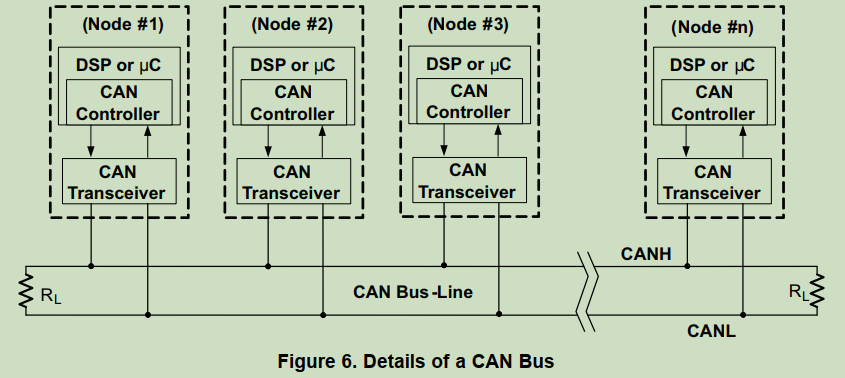 (Node #1)
(Node #2)
(Node #3)
(Node #n)
DSP or µC
DSP or µC
DSP or µC
DSP or µC
CAN
Controller
CAN
Controller
CAN
Controller
CAN
Controller
CAN
Transceiver
CAN
Transceiver
CAN
Transceiver
CAN
Transceiver
CANH
RL
CAN Bus-Line
RL
CANL
Figure 6. Details of a CAN Bus